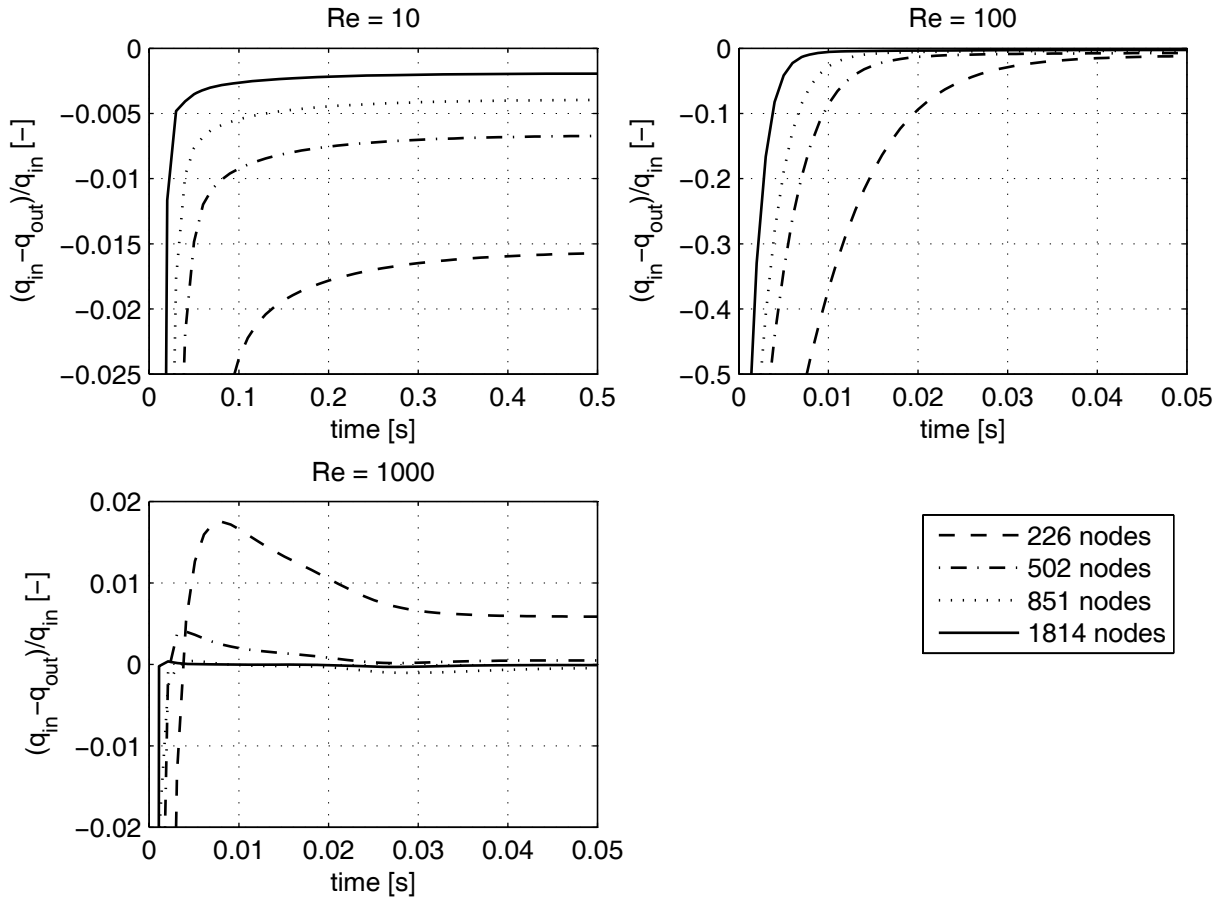 Re = 10
0
−0.005
−0.01
−0.015
−0.02
−0.025
(q_in−q_out)/q_in [−]
0 0.1 0.2 0.3 0.4 0.5
time [s]
Re = 100
0
−0.1
−0.2
−0.3
−0.4
−0.5
(q_in−q_out)/q_in [−]
0 0.01 0.02 0.03 0.04 0.05
time [s]
Re = 1000
0.02
0.01
0
−0.01
−0.02
(q_in−q_out)/q_in [−]
0 0.01 0.02 0.03 0.04 0.05
time [s]
226 nodes
502 nodes
851 nodes
1814 nodes